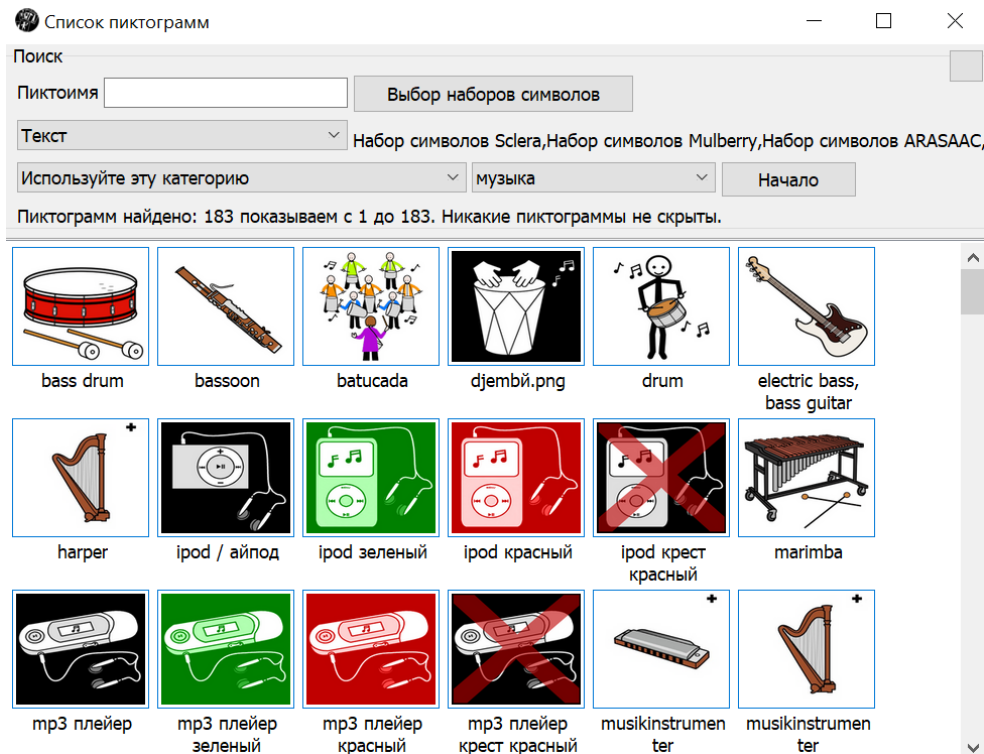 Список пиктограмм
Поиск
Пиктоимя
Выбор наборов символов
Текст
Набор символов Sclera,Набор символов Mulberry,Набор символов ARASAAC,
Используйте эту категорию
музыка
Начало
Пиктограмм найдено: 183 показываем с 1 до 183. Никакие пиктограммы не скрыты.
bass drum
bassoon
batucada
djembй.png
drum
electric bass,
bass guitar
harper
ipod / айпод
ipod зеленый
ipod красный
ipod крест
красный
marimba
mp3 плейер
mp3 плейер
зеленый
mp3 плейер
красный
mp3 плейер
крест красный
musikinstrumen
ter
musikinstrumen
ter